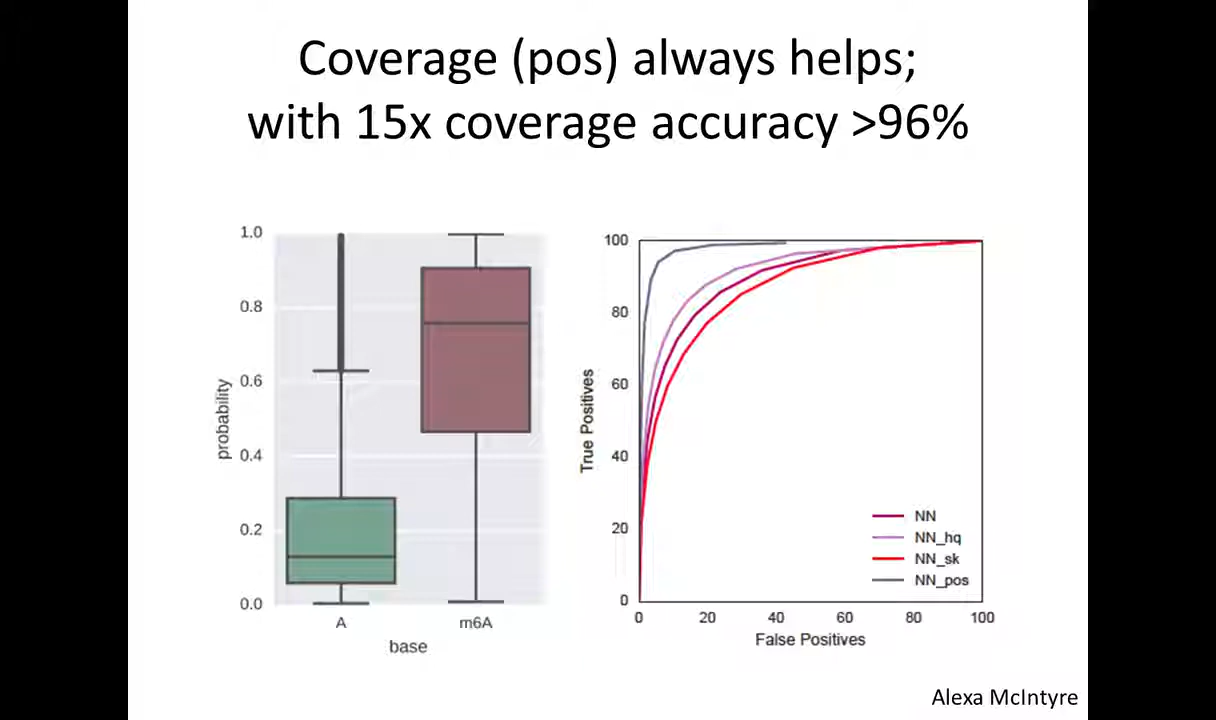 Coverage (pos) always helps;
with 15x coverage accuracy >96%
1.0
0.8
0.6
0.4
0.2
0.0
probability
A
m6A
base
100
80
60
40
20
0
True Positives
0
20
40
60
80
100
False Positives
NN
NN_hq
NN_sk
NN_pos
Alexa McIntyre